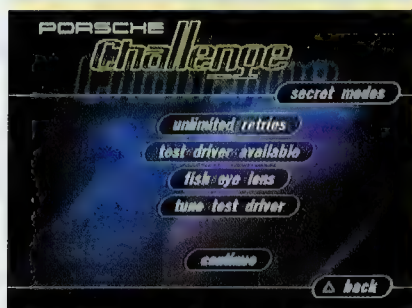 PORSCHE
Challenge
secret modes
unlimited retries
test driver available
fish eye lens
tune test driver
continue
△ back